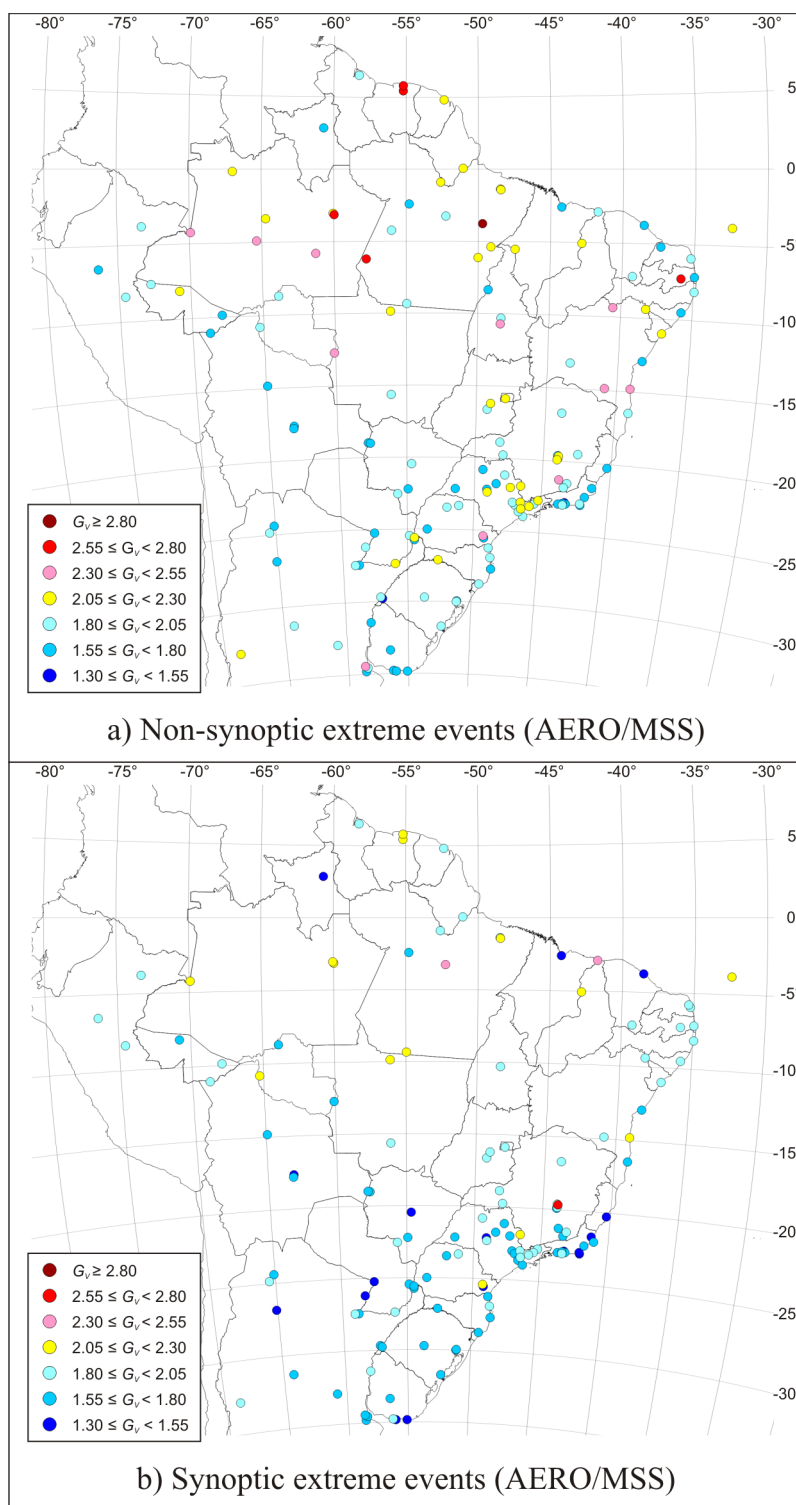 -80° -75 -70 -65 -60 -55 -50 -45 -40 -35 -30°
5
0
-5
-10
-15
-20
-25
-30
Gv ≥ 2.80
2.55 ≤ Gv < 2.80
2.30 ≤ Gv < 2.55
2.05 ≤ Gv < 2.30
1.80 ≤ Gv < 2.05
1.55 ≤ Gv < 1.80
1.30 ≤ Gv < 1.55
a) Non-synoptic extreme events (AERO/MSS)
-80° -75 -70 -65 -60 -55 -50 -45 -40 -35 -30°
5
0
-5
-10
-15
-20
-25
-30
Gv ≥ 2.80
2.55 ≤ Gv < 2.80
2.30 ≤ Gv < 2.55
2.05 ≤ Gv < 2.30
1.80 ≤ Gv < 2.05
1.55 ≤ Gv < 1.80
1.30 ≤ Gv < 1.55
b) Synoptic extreme events (AERO/MSS)